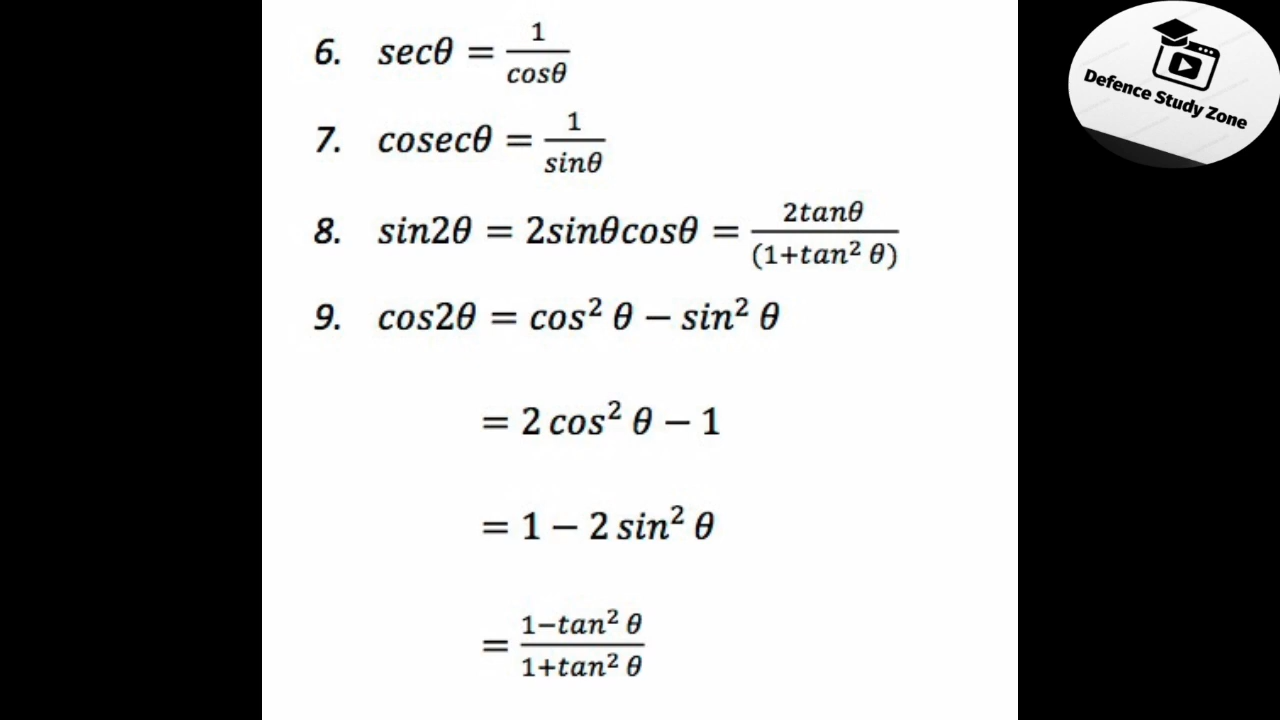 6. secθ = 1/cosθ
7. cosecθ = 1/sinθ
8. sin2θ = 2sinθcosθ = 2tanθ/(1+tan² θ)
9. cos2θ = cos² θ − sin² θ
= 2 cos² θ − 1
= 1 − 2 sin² θ
= 1−tan² θ/1+tan² θ
Defence Study Zone